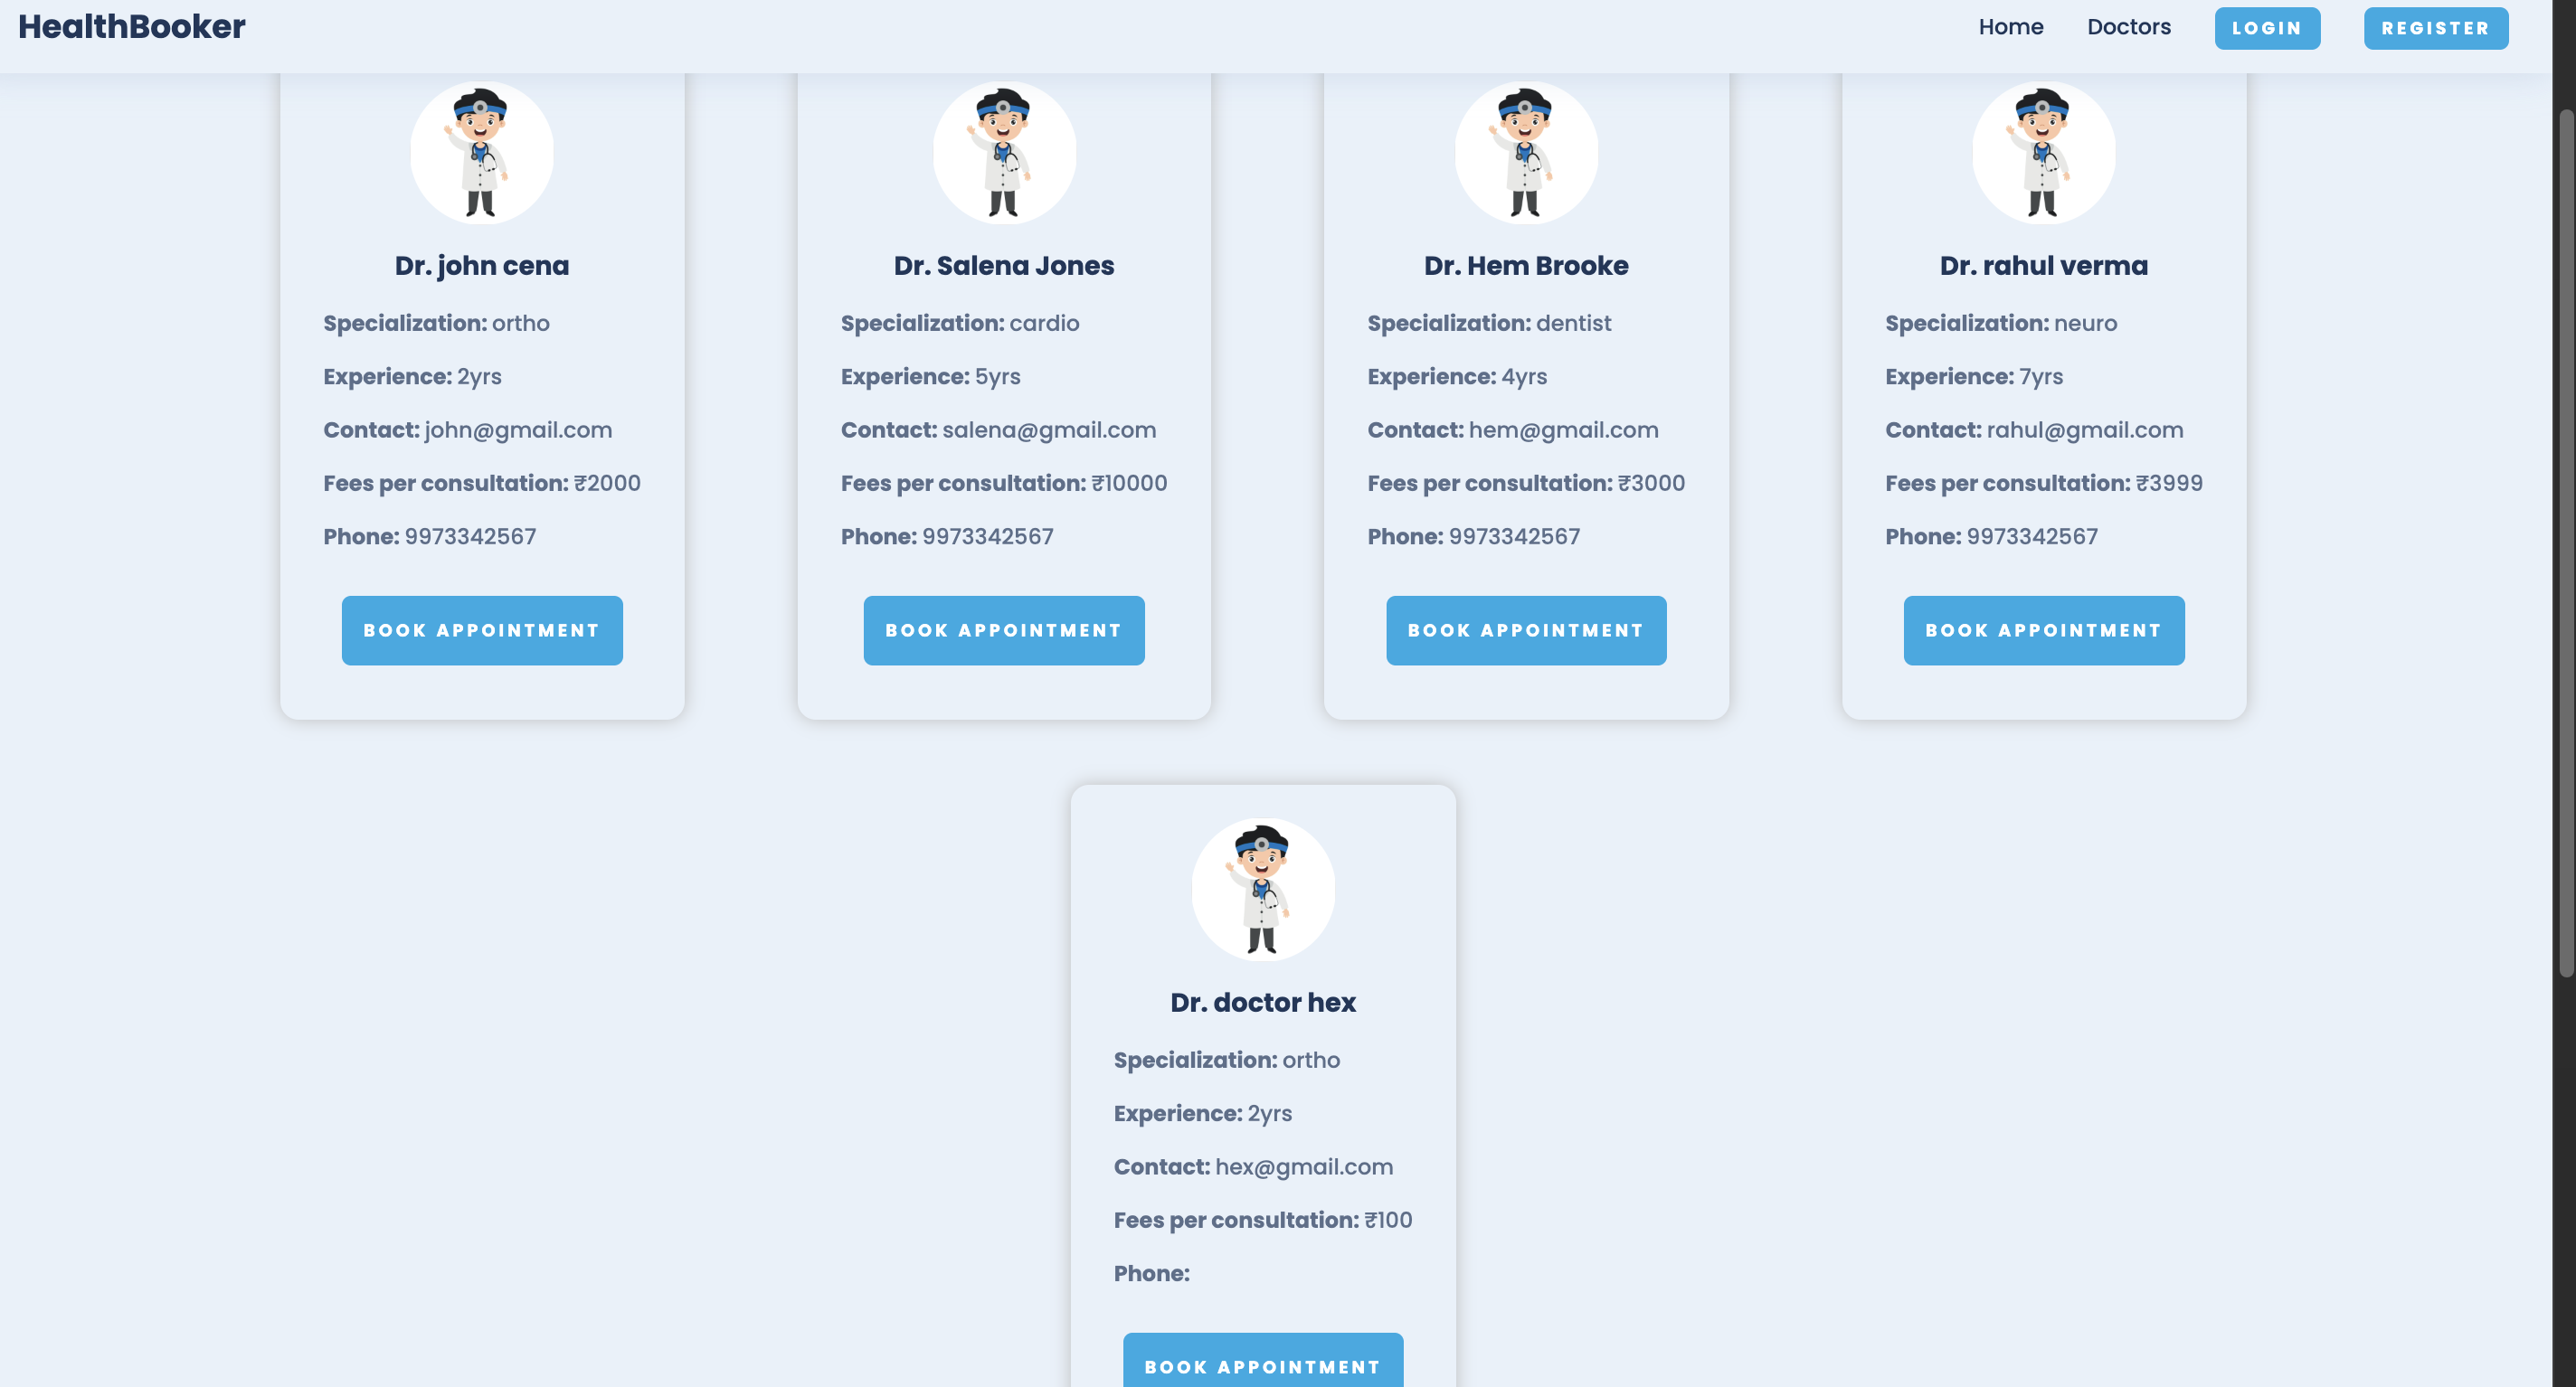 HealthBooker
Home
Doctors
LOGIN
REGISTER
Dr. john cena
Specialization: ortho
Experience: 2yrs
Contact: john@gmail.com
Fees per consultation: ₹2000
Phone: 9973342567
BOOK APPOINTMENT
Dr. Salena Jones
Specialization: cardio
Experience: 5yrs
Contact: salena@gmail.com
Fees per consultation: ₹10000
Phone: 9973342567
BOOK APPOINTMENT
Dr. Hem Brooke
Specialization: dentist
Experience: 4yrs
Contact: hem@gmail.com
Fees per consultation: ₹3000
Phone: 9973342567
BOOK APPOINTMENT
Dr. rahul verma
Specialization: neuro
Experience: 7yrs
Contact: rahul@gmail.com
Fees per consultation: ₹3999
Phone: 9973342567
BOOK APPOINTMENT
Dr. doctor hex
Specialization: ortho
Experience: 2yrs
Contact: hex@gmail.com
Fees per consultation: ₹100
Phone:
BOOK APPOINTMENT